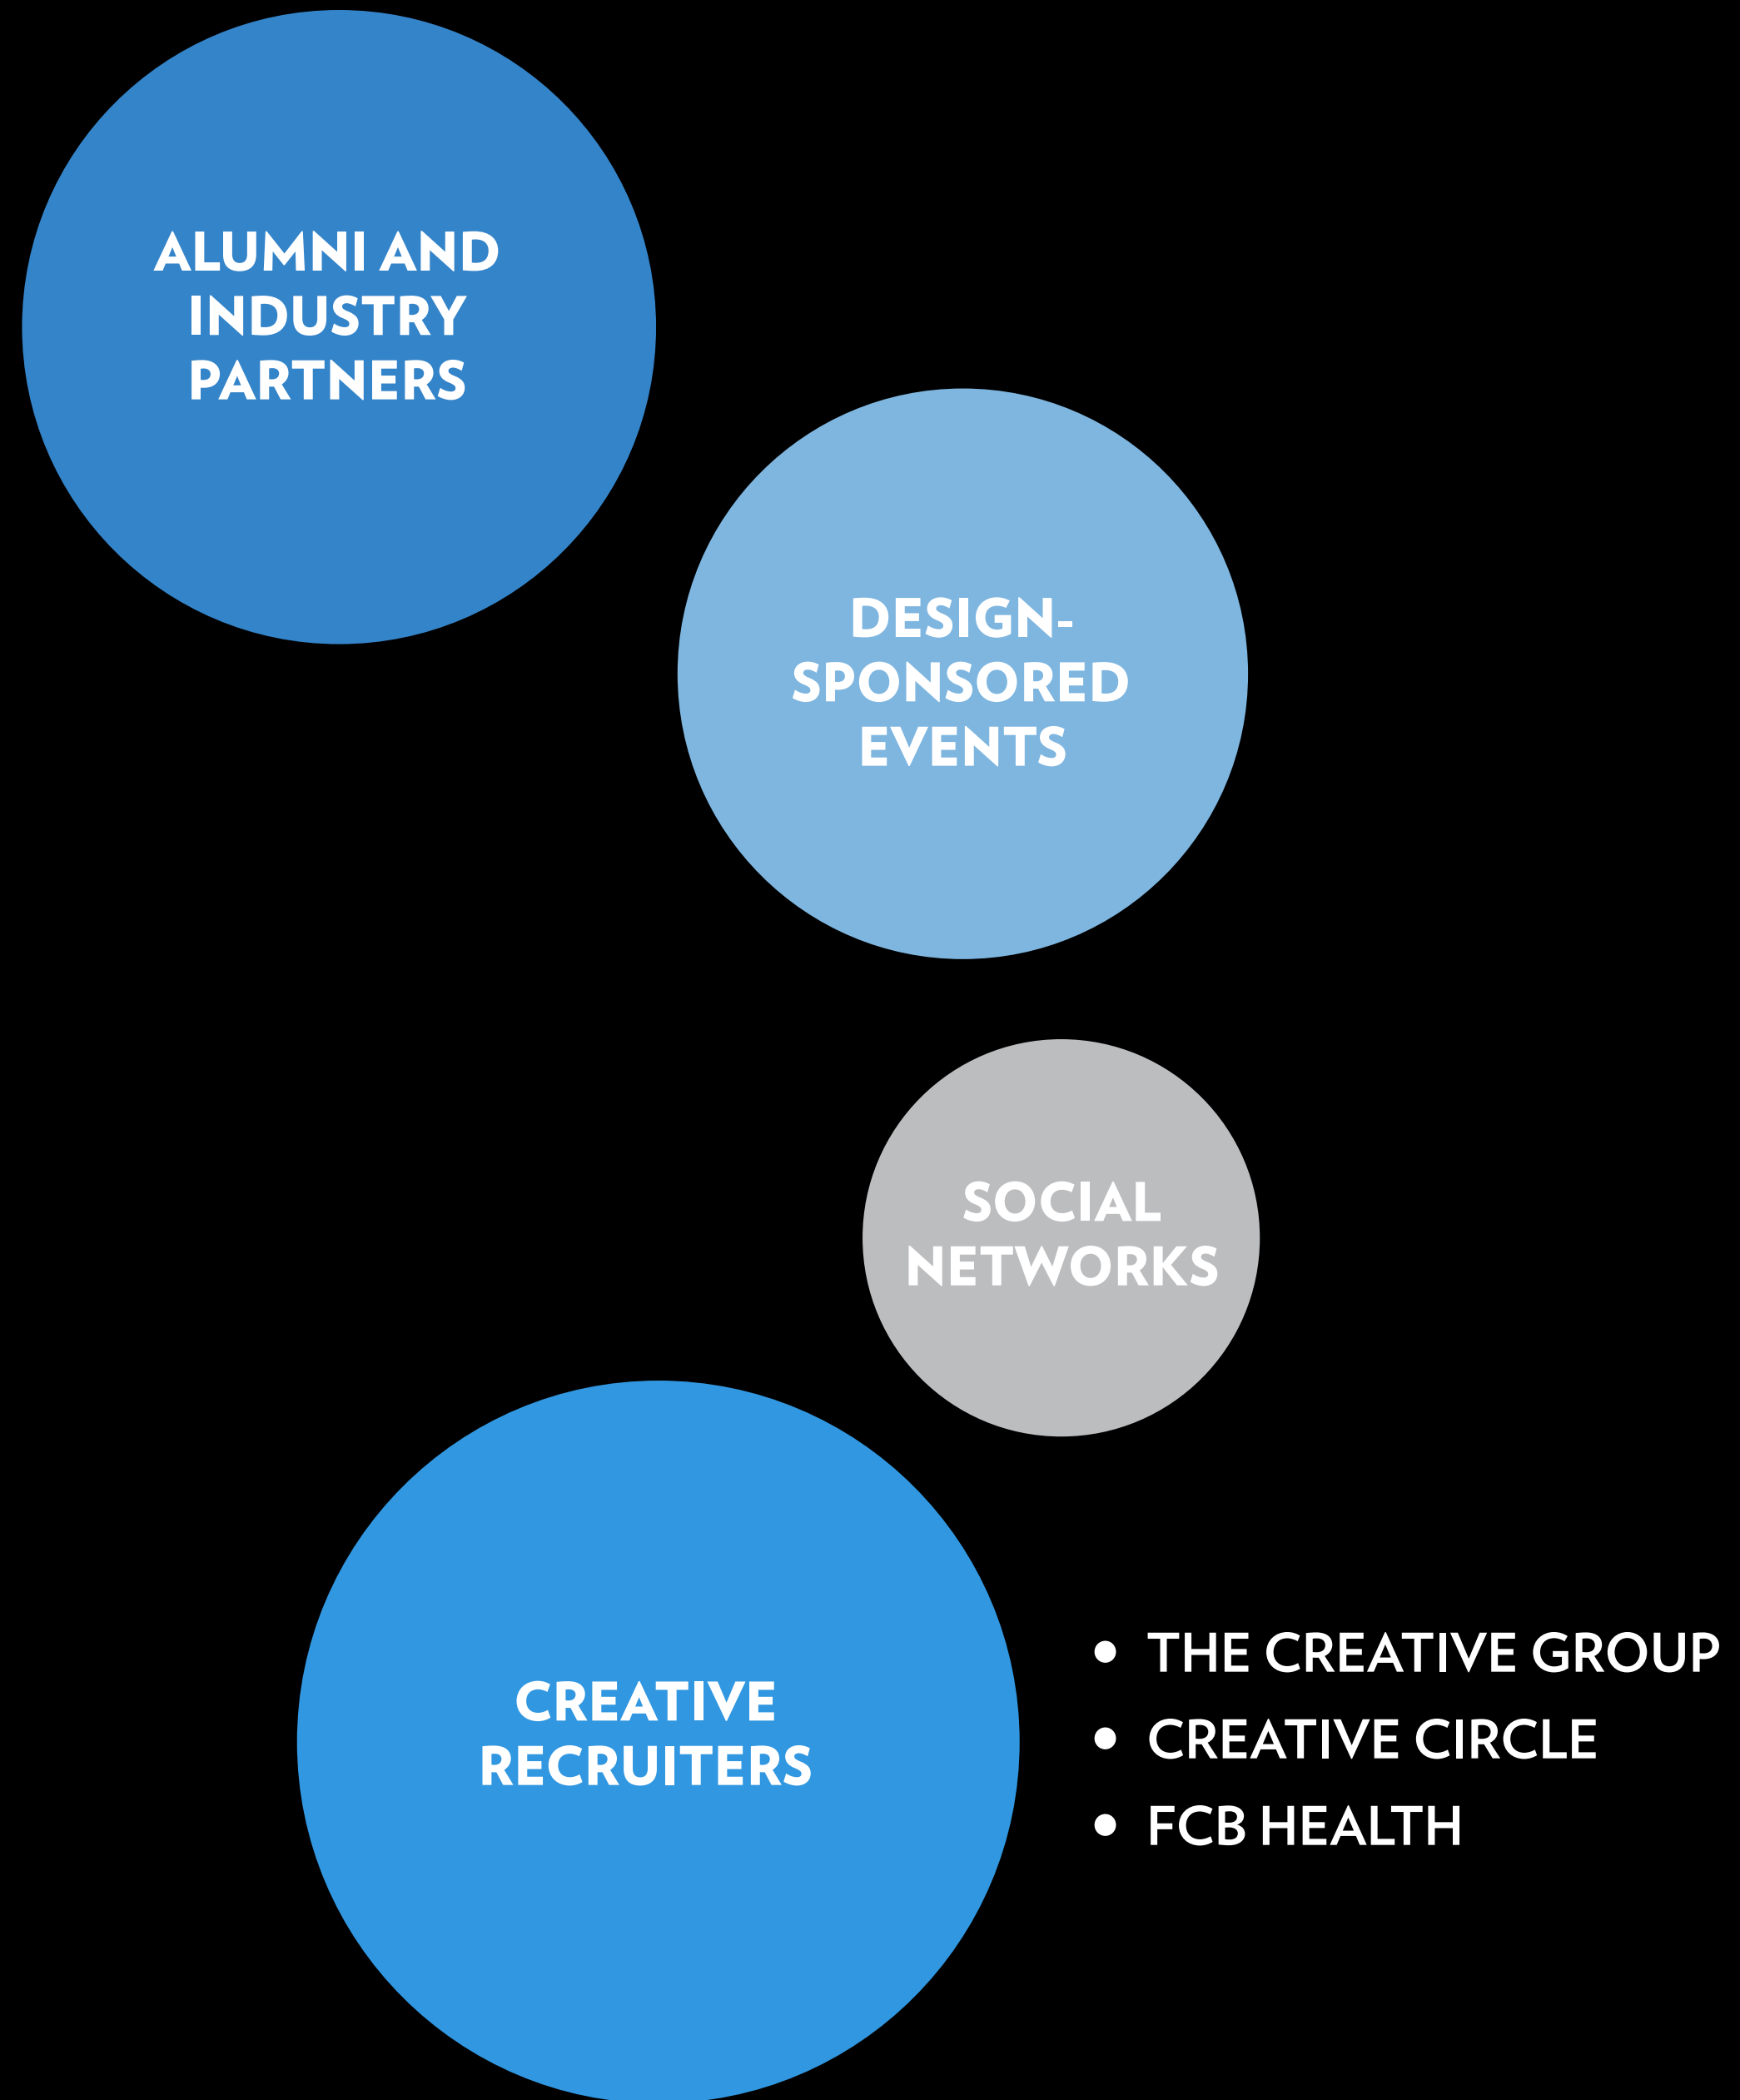 ALUMNI AND
INDUSTRY
PARTNERS
DESIGN-
SPONSORED
EVENTS
SOCIAL
NETWORKS
CREATIVE
RECRUITERS
• THE CREATIVE GROUP
• CREATIVE CIRCLE
• FCB HEALTH